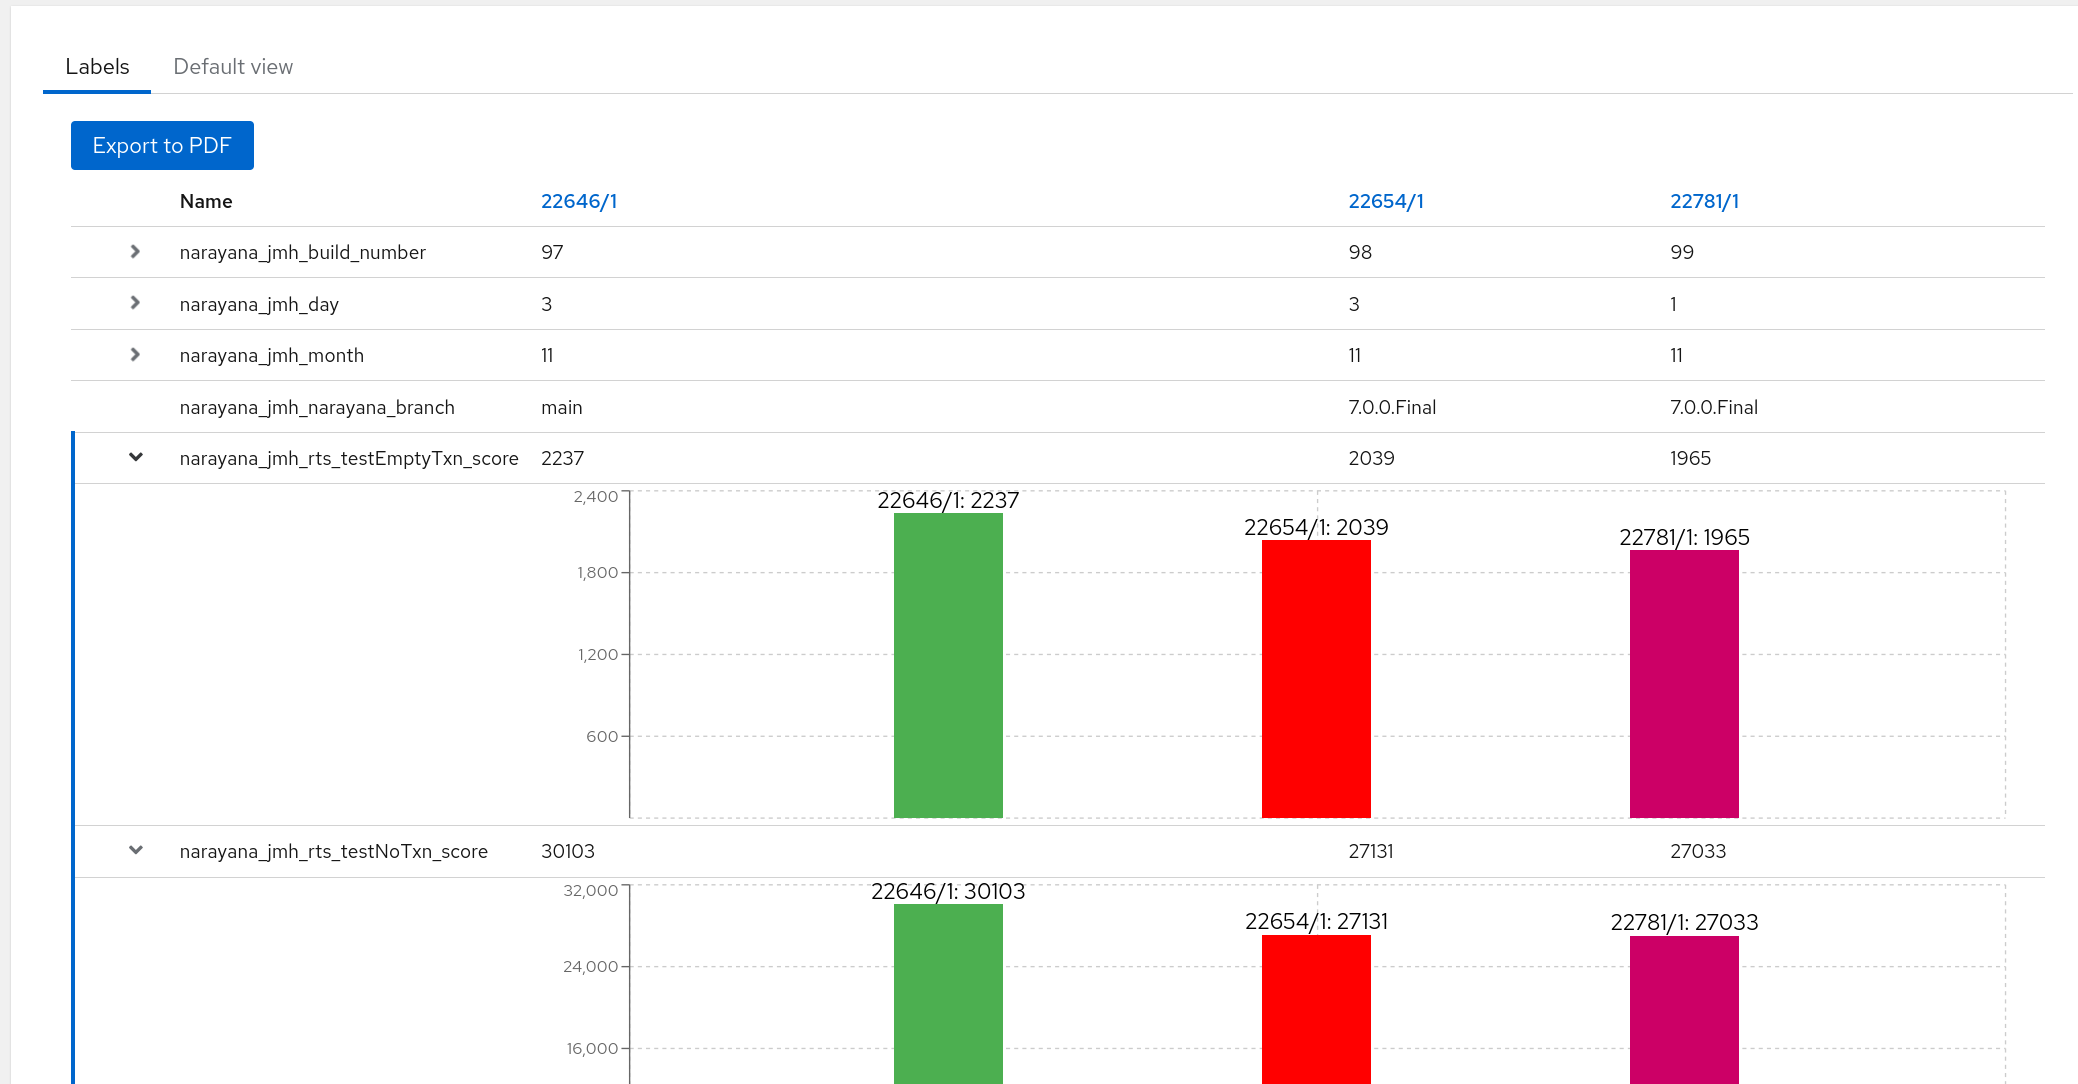 Labels Default view
Export to PDF
Name 22646/1 22654/1 22781/1
narayana_jmh_build_number 97 98 99
narayana_jmh_day 3 3 1
narayana_jmh_month 11 11 11
narayana_jmh_narayana_branch main 7.0.0.Final 7.0.0.Final
narayana_jmh_rts_testEmptyTxn_score 2237 2039 1965
2,400
22646/1: 2237
22654/1: 2039
22781/1: 1965
1,800
1,200
600
narayana_jmh_rts_testNoTxn_score 30103 27131 27033
32,000
22646/1: 30103
22654/1: 27131
22781/1: 27033
24,000
16,000